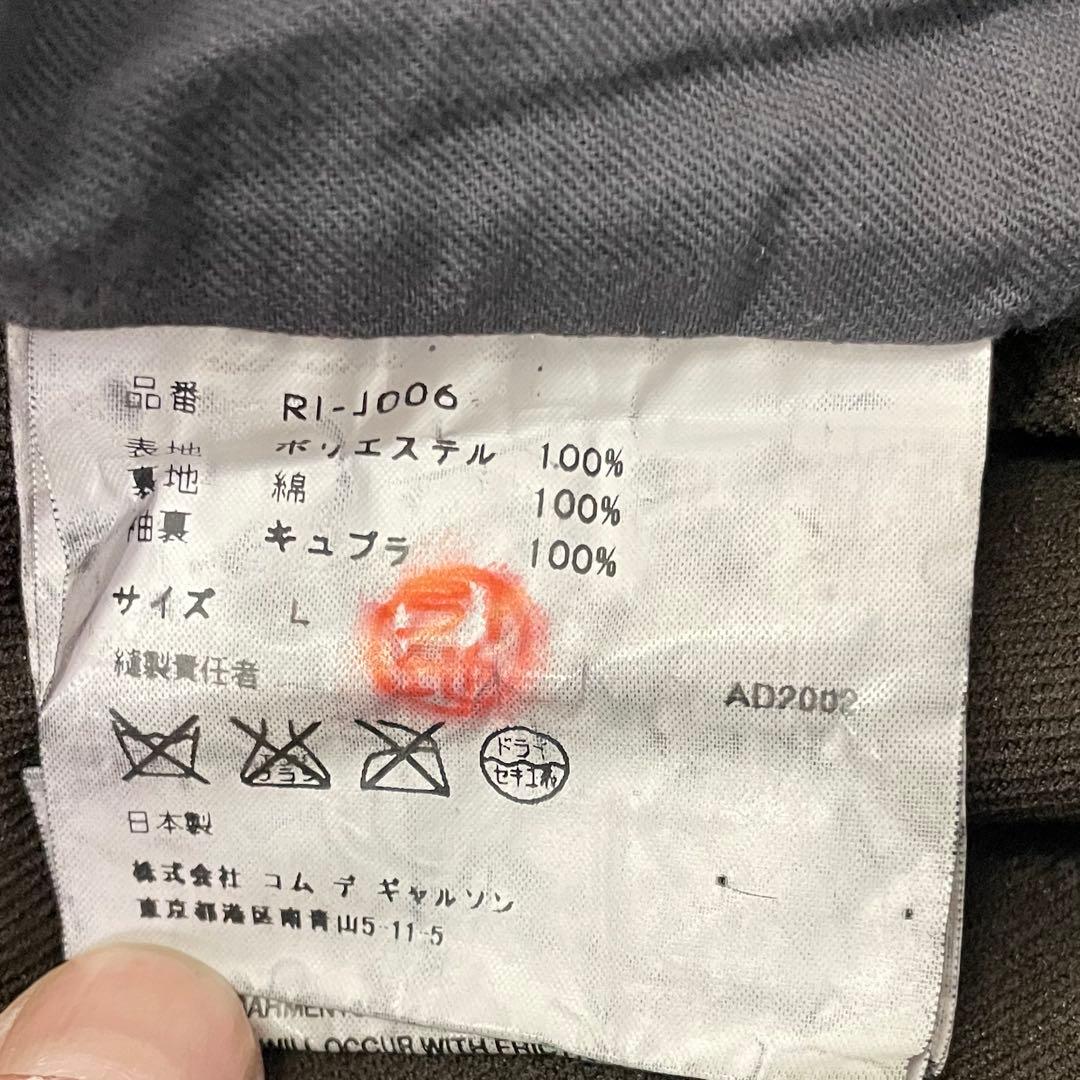 品番 RI-J006
表地 ポリエステル 100%
裏地 綿 100%
袖裏 キュプラ 100%
サイズ L
縫製責任者
AD2002
ドライ
セキユ系
日本製
株式会社 コム デ ギャルソン
東京都港区南青山5-11-5
WILL OCCUR WITH